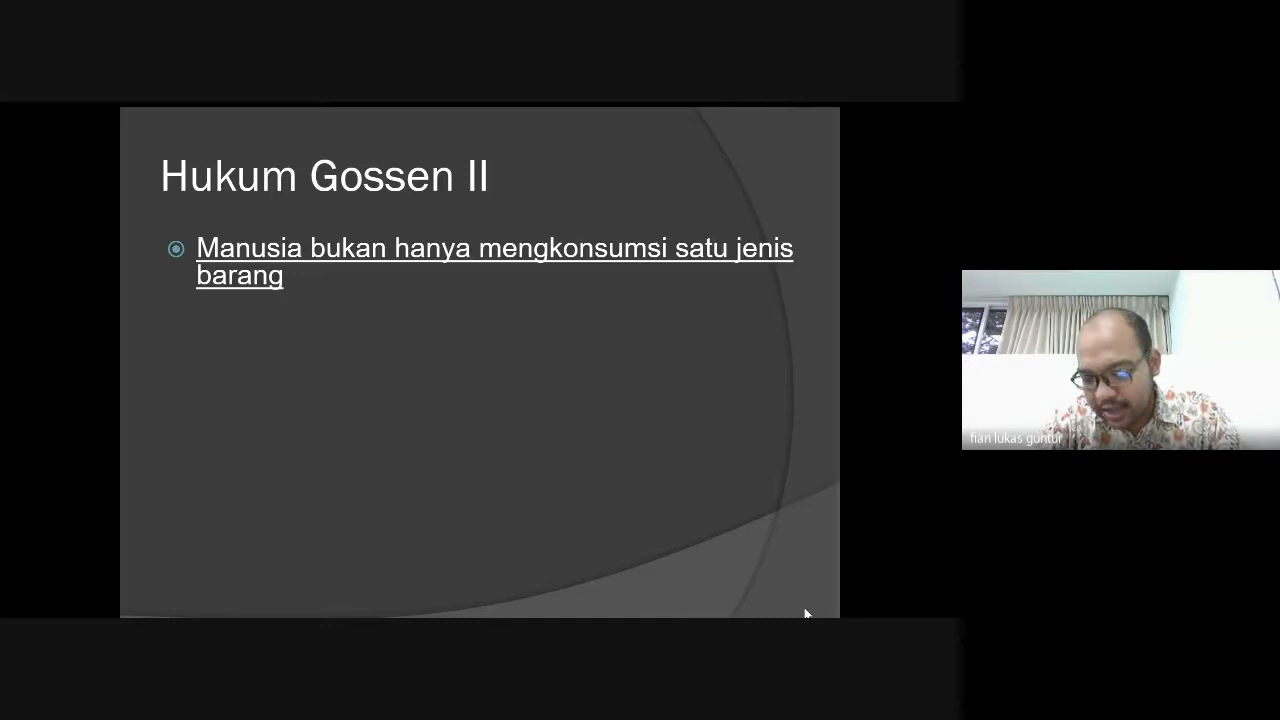 Hukum Gossen II
Manusia bukan hanya mengkonsumsi satu jenis
barang
fian lukas guntur